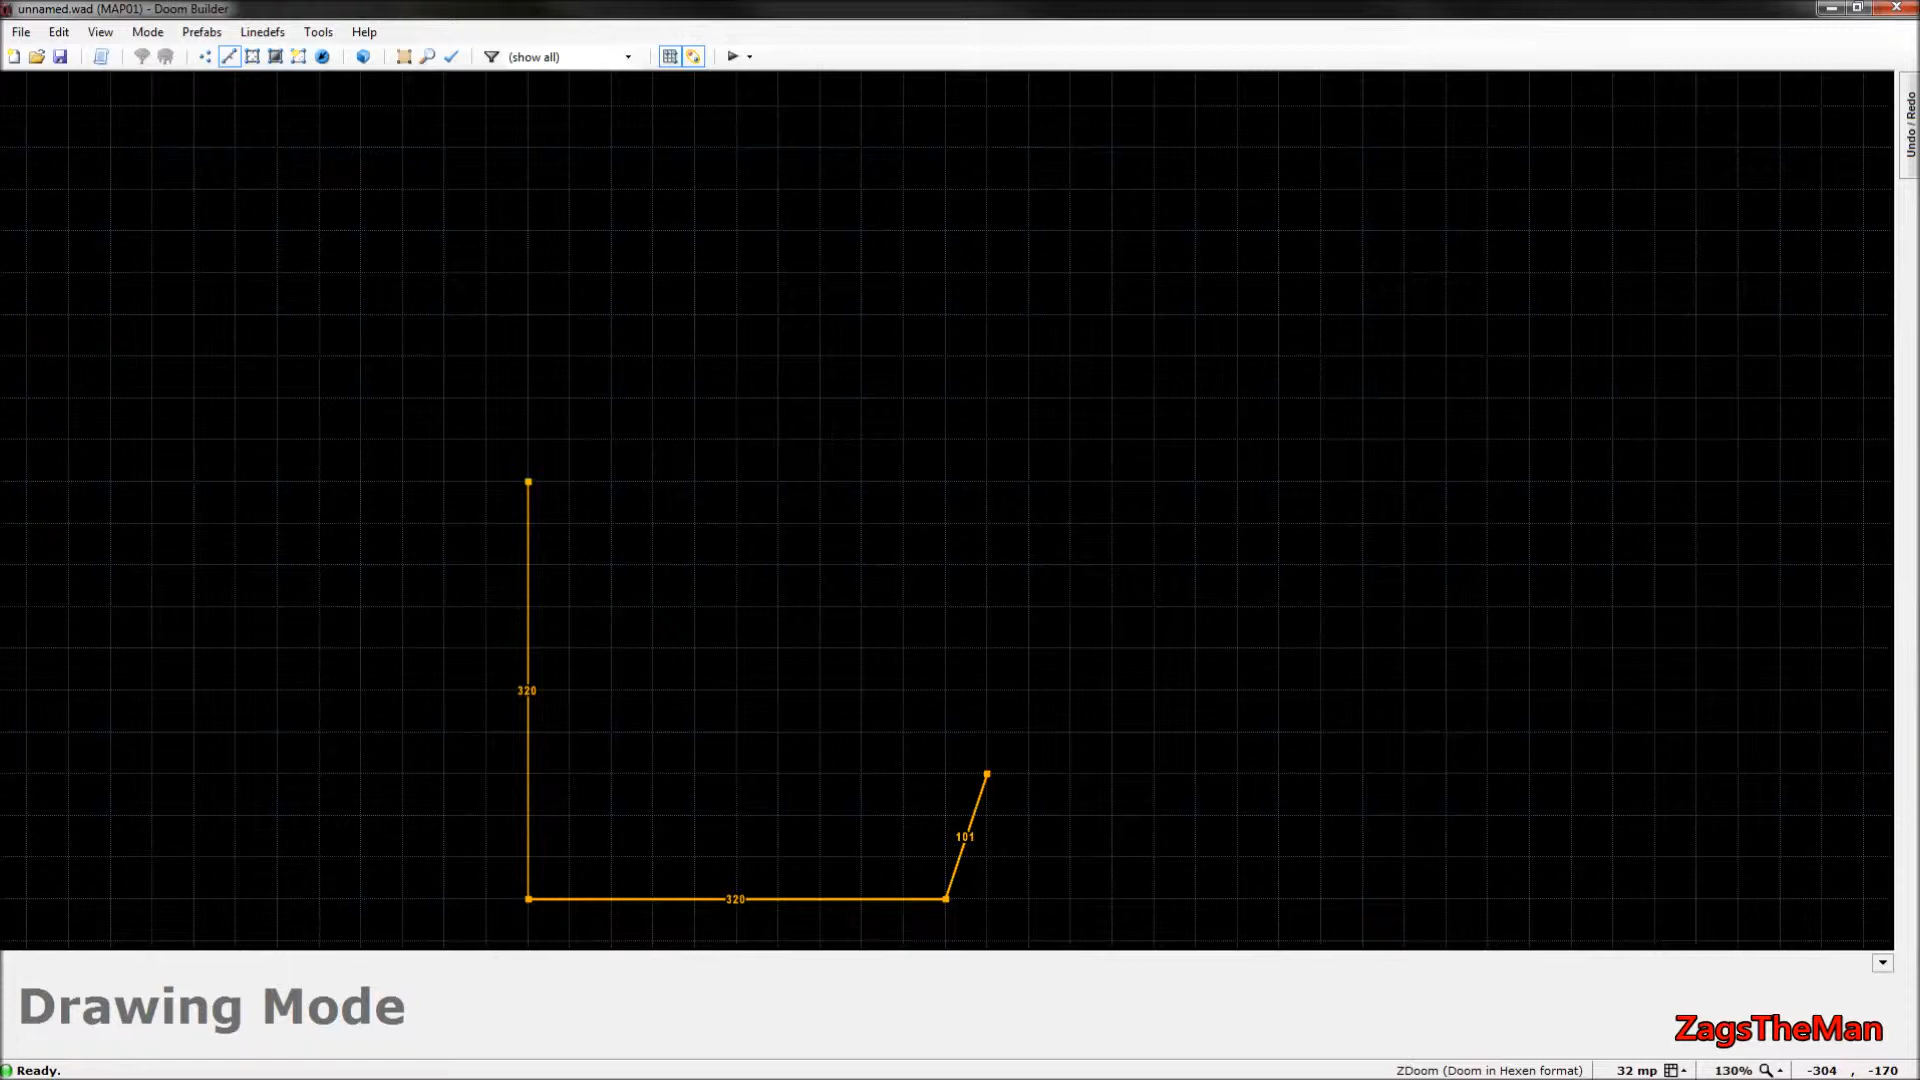 unnamed.wad (MAP01) - Doom Builder
File Edit View Mode Prefabs Linedefs Tools Help
(show all)
Undo / Redo
320
101
320
Drawing Mode
ZagsTheMan
Ready. ZDoom (Doom in Hexen format) 32 mp 130% -304 , -170